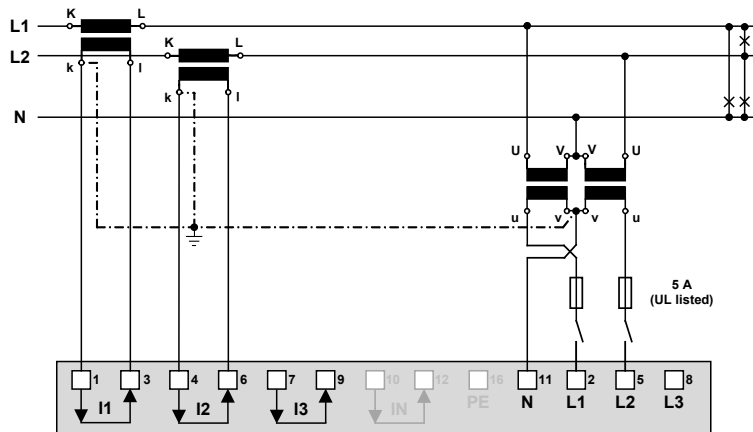 L1 K L
L2 K L
k l
k l
N
U V V U
u v v u
5 A
(UL listed)
1 3 4 6 7 9 10 12 16 11 2 5 8
I1 I2 I3 IN PE N L1 L2 L3